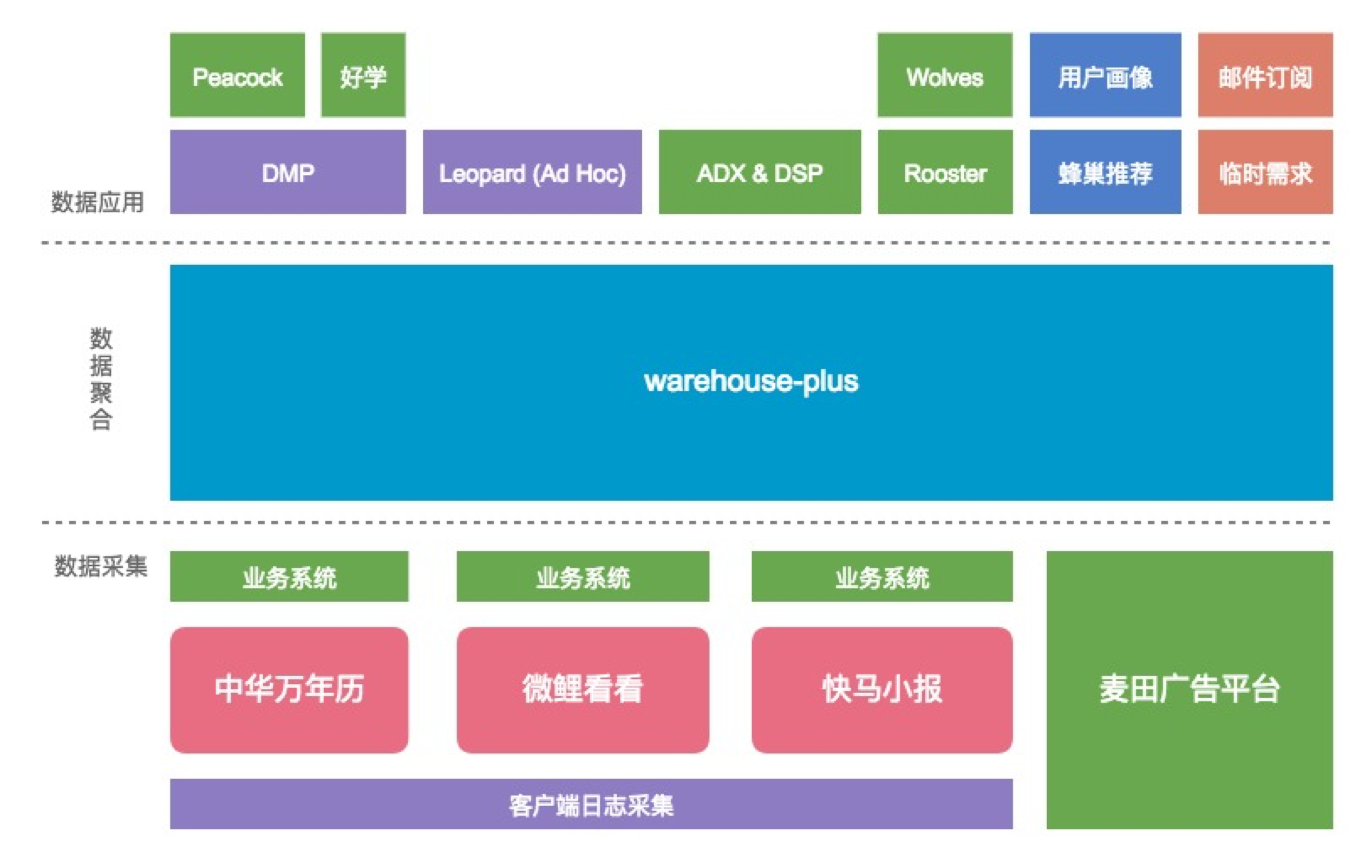 Peacock
好学
Wolves
用户画像
邮件订阅
DMP
Leopard (Ad Hoc)
ADX & DSP
Rooster
蜂巢推荐
临时需求
数据应用
数据聚合
warehouse-plus
数据采集
业务系统
业务系统
业务系统
中华万年历
微鲤看看
快马小报
麦田广告平台
客户端日志采集